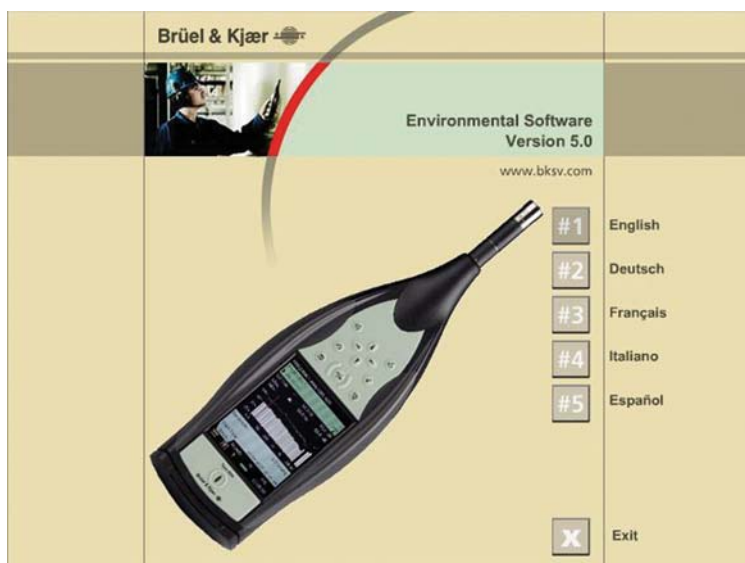 Brüel & Kjær
Environmental Software
Version 5.0
www.bksv.com
#1 English
#2 Deutsch
#3 Français
#4 Italiano
#5 Español
X Exit